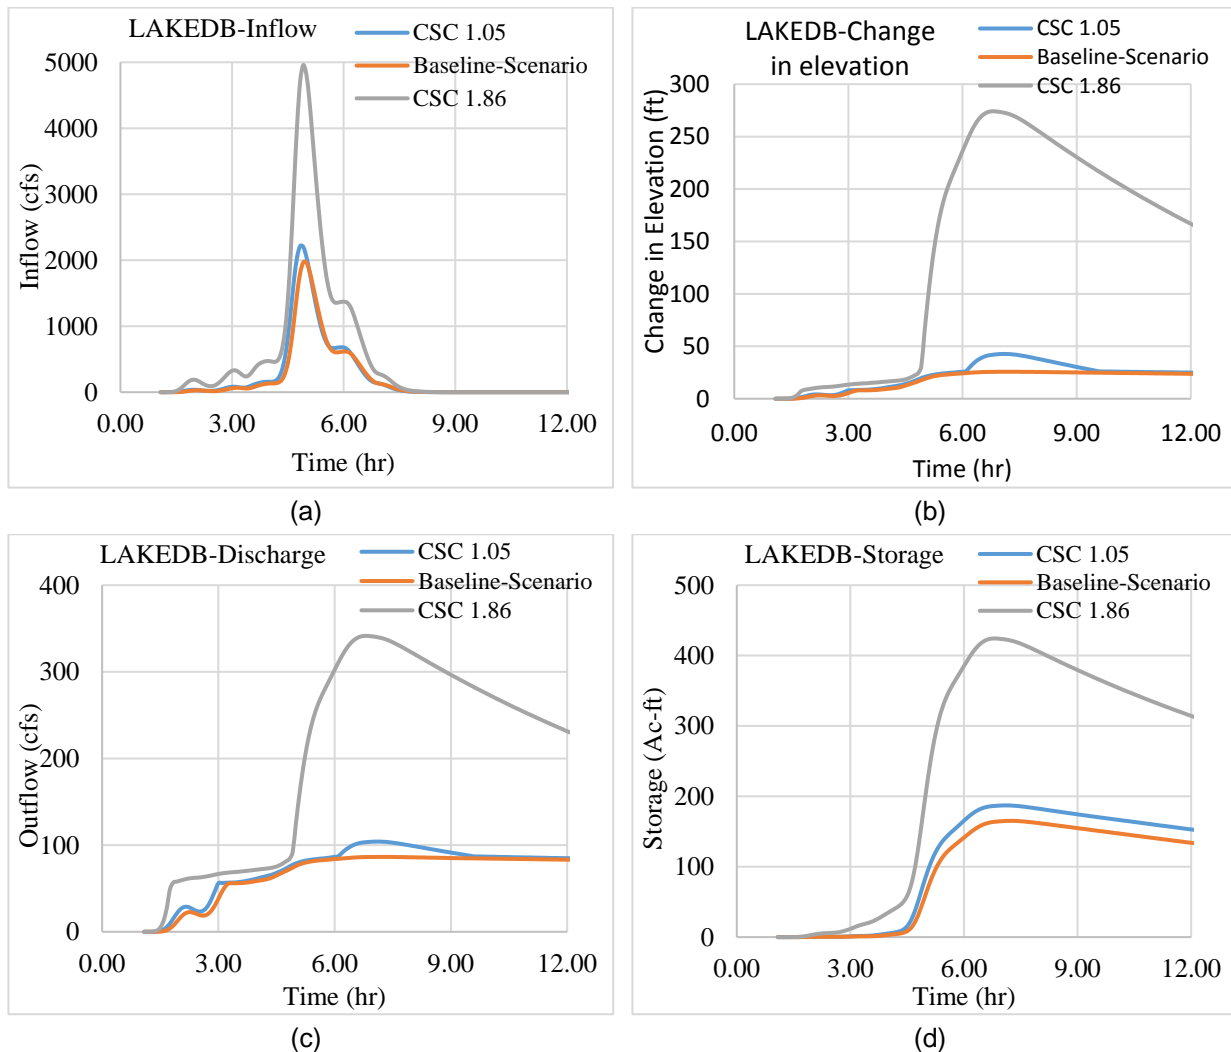 LAKEDB-Inflow
CSC 1.05
Baseline-Scenario
CSC 1.86
5000
4000
3000
2000
1000
0
Inflow (cfs)
0.00 3.00 6.00 9.00 12.00
Time (hr)
(a)
LAKEDB-Change
in elevation
CSC 1.05
Baseline-Scenario
CSC 1.86
300
250
200
150
100
50
0
Change in Elevation (ft)
0.00 3.00 6.00 9.00 12.00
Time (hr)
(b)
LAKEDB-Discharge
CSC 1.05
Baseline-Scenario
CSC 1.86
400
300
200
100
0
Outflow (cfs)
0.00 3.00 6.00 9.00 12.00
Time (hr)
(c)
LAKEDB-Storage
CSC 1.05
Baseline-Scenario
CSC 1.86
500
400
300
200
100
0
Storage (Ac-ft)
0.00 3.00 6.00 9.00 12.00
Time (hr)
(d)